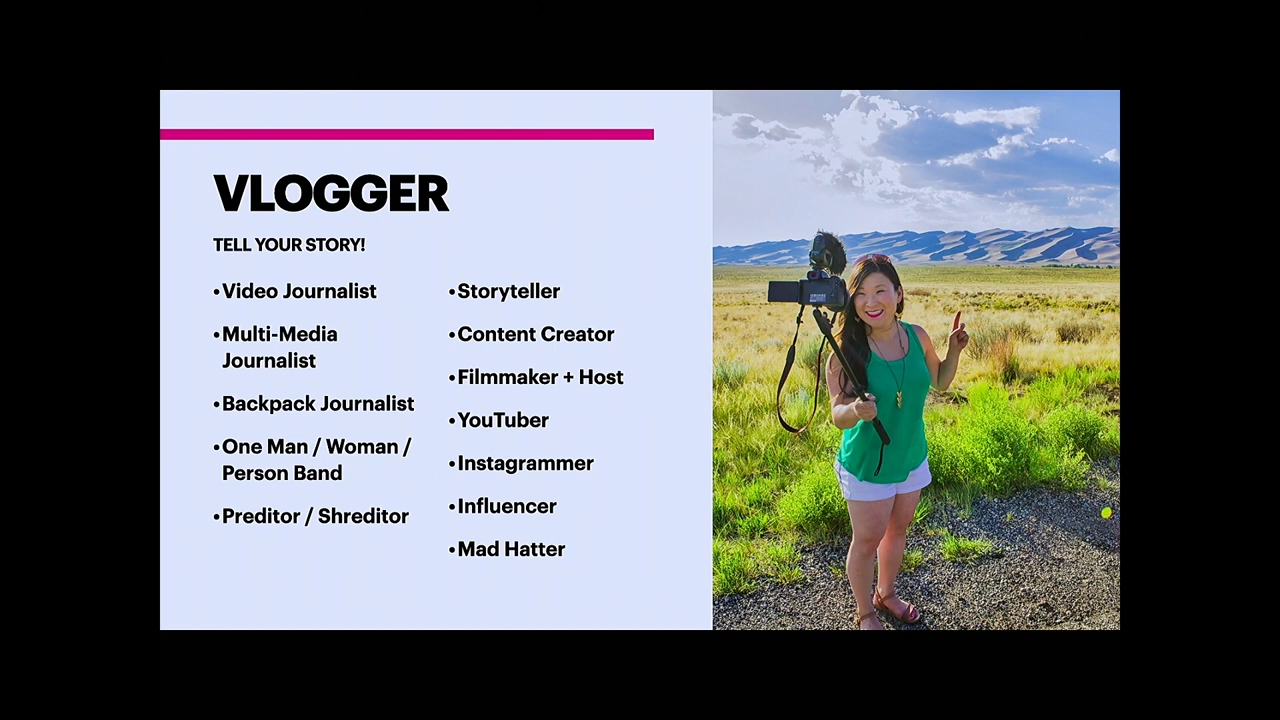 VLOGGER
TELL YOUR STORY!
•Video Journalist
•Multi-Media
Journalist
•Backpack Journalist
•One Man / Woman /
Person Band
•Preditor / Shreditor
•Storyteller
•Content Creator
•Filmmaker + Host
•YouTuber
•Instagrammer
•Influencer
•Mad Hatter